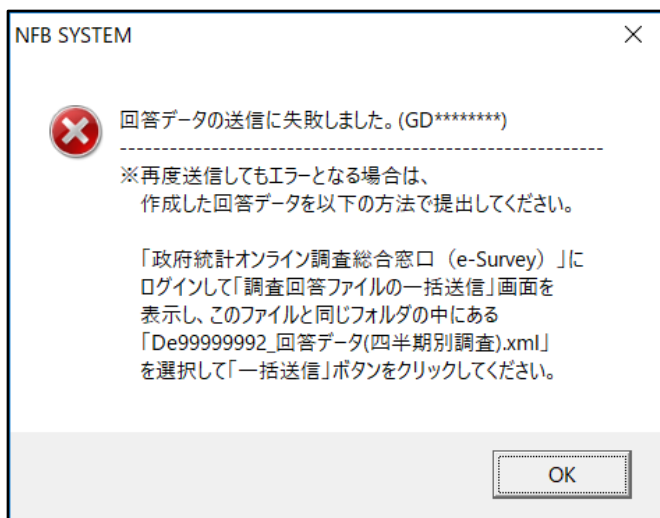 NFB SYSTEM
回答データの送信に失敗しました。(GD********)
------------------------------------------------------------
※再度送信してもエラーとなる場合は、
作成した回答データを以下の方法で提出してください。
「政府統計オンライン調査総合窓口（e-Survey）」に
ログインして「調査回答ファイルの一括送信」画面を
表示し、このファイルと同じフォルダの中にある
「De99999992_回答データ(四半期別調査).xml」
を選択して「一括送信」ボタンをクリックしてください。
OK